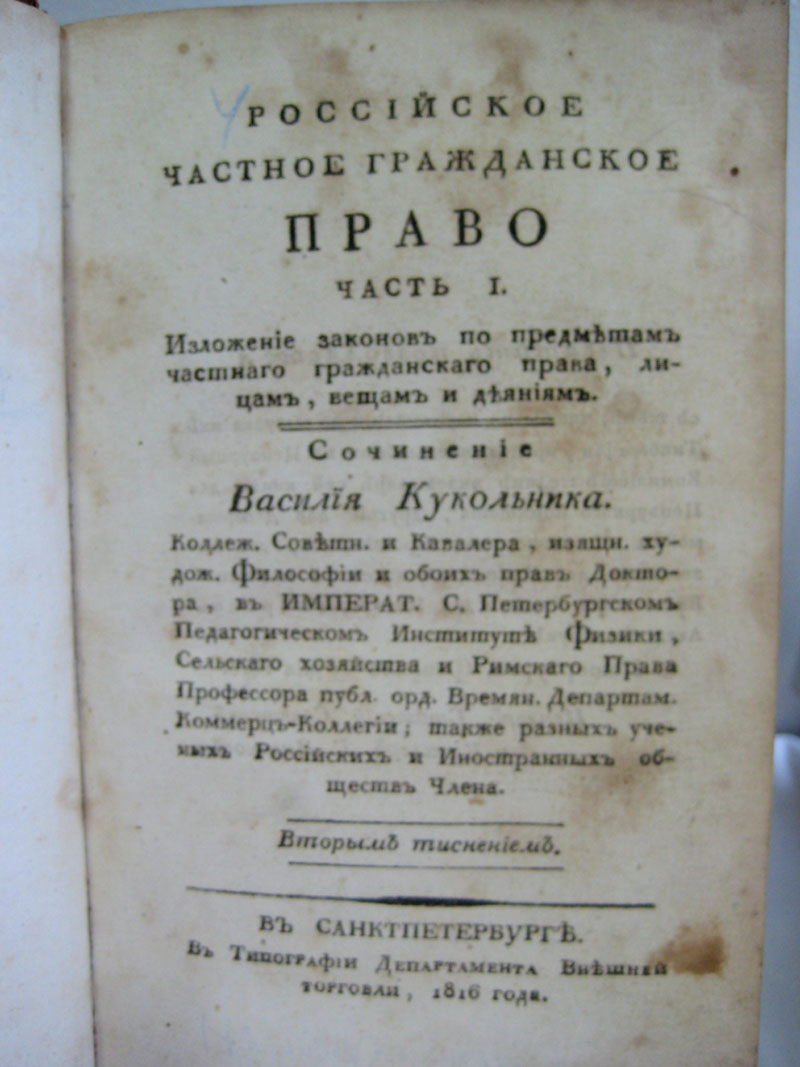 РОССІЙСКОЕ
ЧАСТНОЕ ГРАЖДАНСКОЕ
ПРАВО
ЧАСТЬ I.
Изложеніе законовъ по предмѣтамъ
частнаго гражданскаго права, ли-
цамъ, вещамъ и дѣяніямъ.
Сочиненіе
Василія Кукольника.
Коллеж. Совѣтн. и Кавалера, изящн. ху-
дож. Философіи и обоихъ правъ Докто-
ра, въ ИМПЕРАТ. С. Петербургскомъ
Педагогическомъ Институтѣ Физики,
Сельскаго хозяйства и Римскаго Права
Профессора публ. орд. Времян. Департам.
Коммерцъ-Коллегіи, также разныхъ уче-
ныхъ Россійскихъ и Иностранныхъ об-
ществъ Члена.
Вторымъ тисненіемъ.
ВЪ САНКТПЕТЕРБУРГѢ.
Въ Типографіи Департамента Внѣшней
торговли, 1816 года.